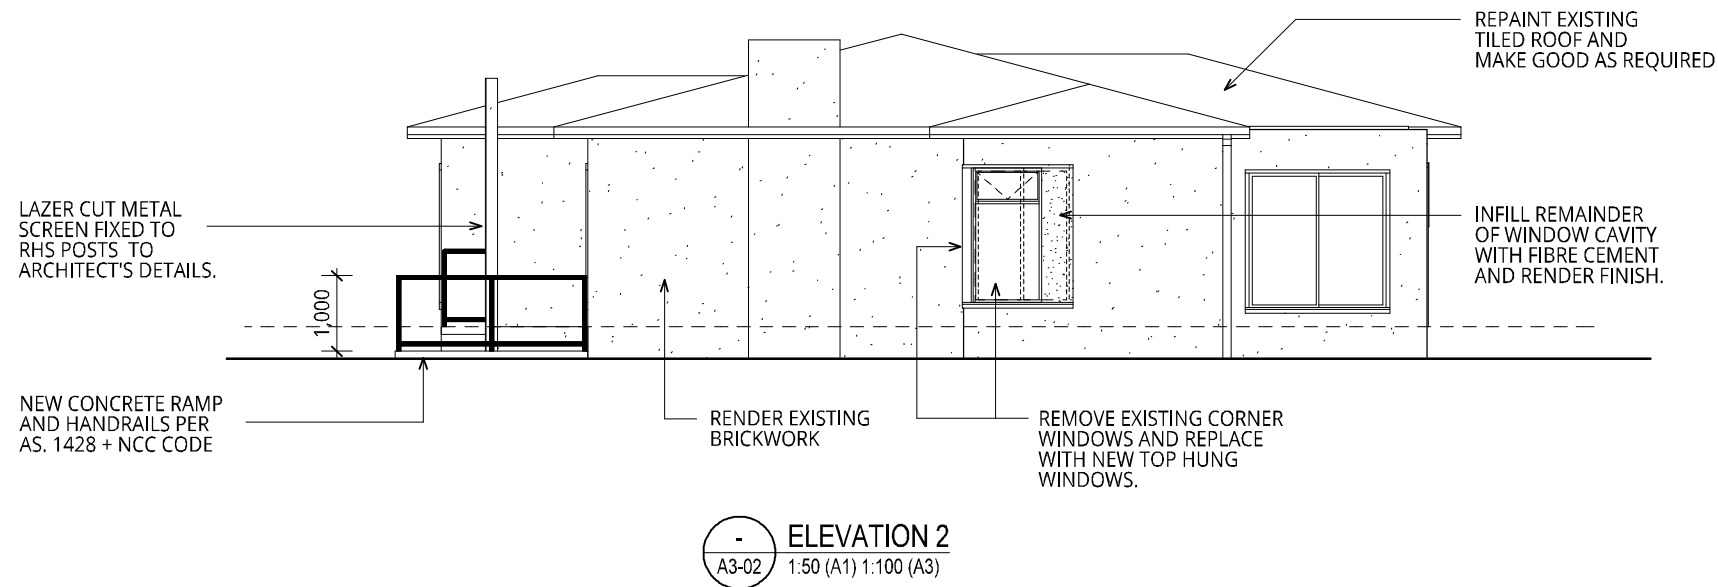 REPAINT EXISTING
TILED ROOF AND
MAKE GOOD AS REQUIRED
LAZER CUT METAL
SCREEN FIXED TO
RHS POSTS TO
ARCHITECT'S DETAILS.
INFILL REMAINDER
OF WINDOW CAVITY
WITH FIBRE CEMENT
AND RENDER FINISH.
1,000
NEW CONCRETE RAMP
AND HANDRAILS PER
AS. 1428 + NCC CODE
RENDER EXISTING
BRICKWORK
REMOVE EXISTING CORNER
WINDOWS AND REPLACE
WITH NEW TOP HUNG
WINDOWS.
-
A3-02
ELEVATION 2
1:50 (A1) 1:100 (A3)